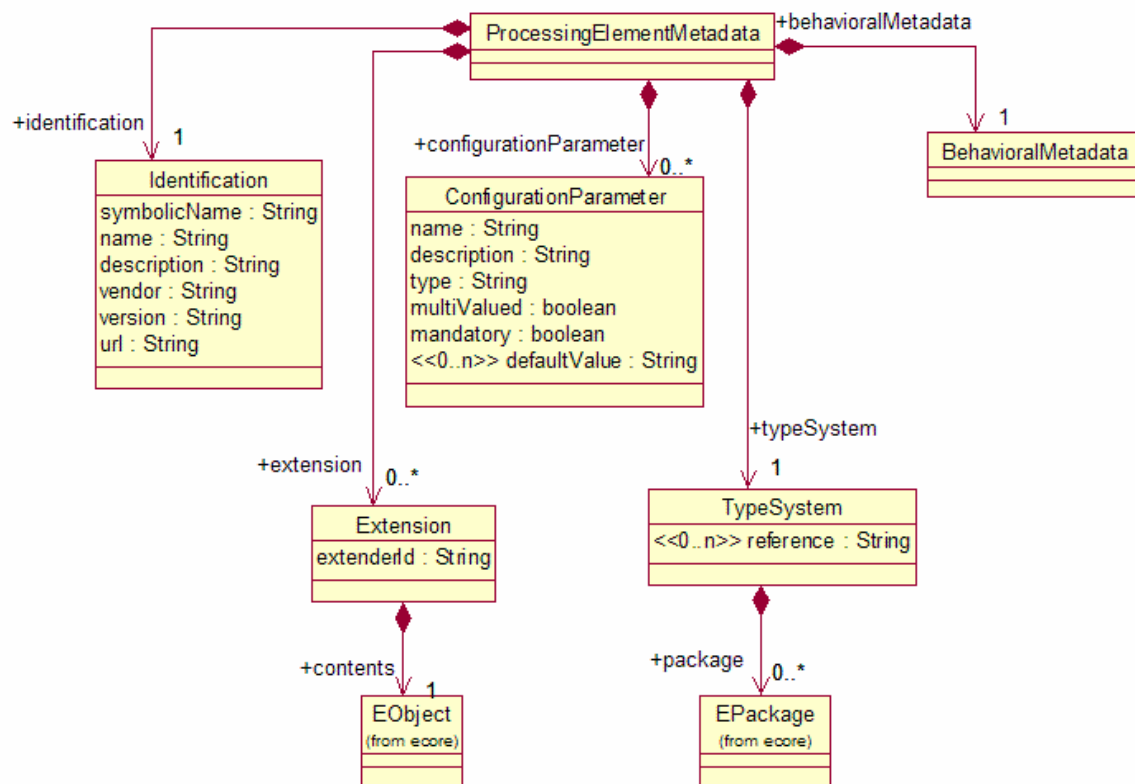 +behavioralMetadata
ProcessingElementMetadata
+identification
1
+configurationParameter
0..*
1
Identification
symbolicName : String
name : String
description : String
vendor : String
version : String
url : String
ConfigurationParameter
name : String
description : String
type : String
multiValued : boolean
mandatory : boolean
<<0..n>> defaultValue : String
BehavioralMetadata
+extension
0..*
+typeSystem
1
Extension
extenderId : String
TypeSystem
<<0..n>> reference : String
+contents
1
+package
0..*
EObject
(from ecore)
EPackage
(from ecore)